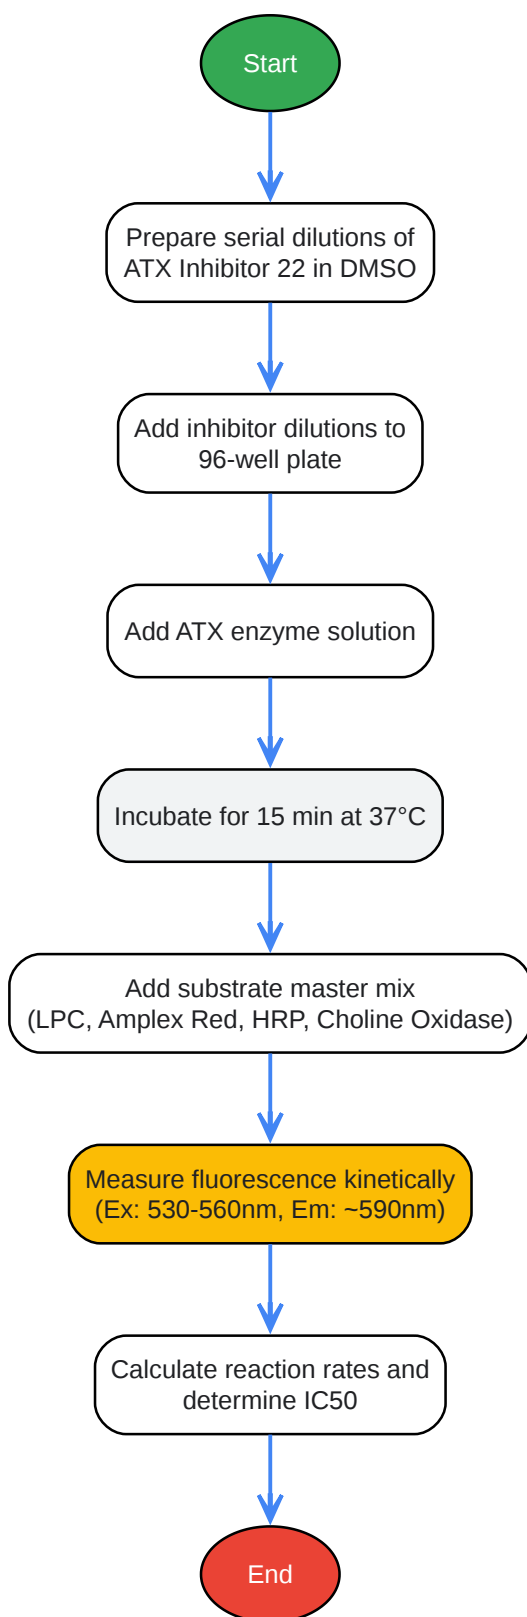 Start
Prepare serial dilutions of
ATX Inhibitor 22 in DMSO
Add inhibitor dilutions to
96-well plate
Add ATX enzyme solution
Incubate for 15 min at 37°C
Add substrate master mix
(LPC, Amplex Red, HRP, Choline Oxidase)
Measure fluorescence kinetically
(Ex: 530-560nm, Em: ~590nm)
Calculate reaction rates and
determine IC50
End